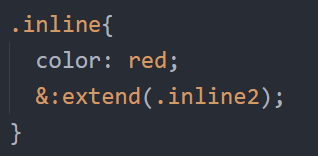 .inline{
  color: red;
  &:extend(.inline2);
}